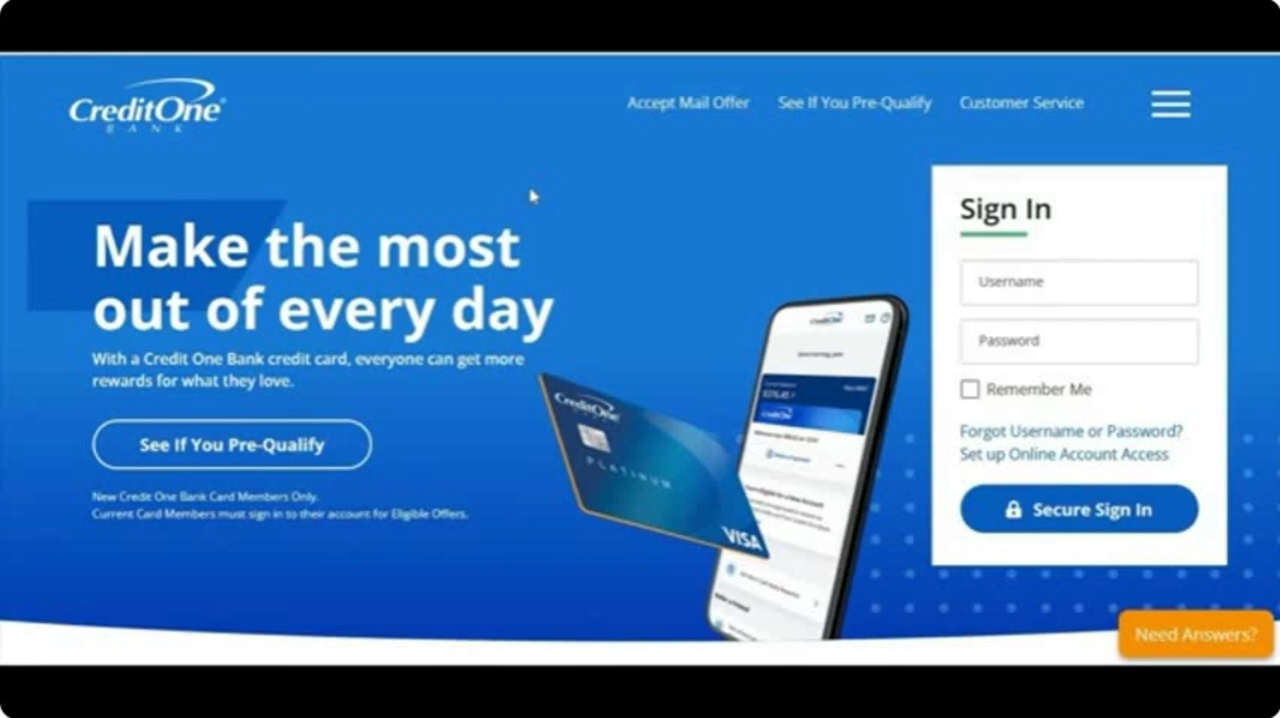 CreditOne®
BANK
Accept Mail Offer
See If You Pre-Qualify
Customer Service
Make the most
out of every day
With a Credit One Bank credit card, everyone can get more
rewards for what they love.
See If You Pre-Qualify
New Credit One Bank Card Members Only.
Current Card Members must sign in to their account for Eligible Offers.
CreditOne
PLATINUM
VISA
CreditOne
CreditOne
Sign In
Username
Password
Remember Me
Forgot Username or Password?
Set up Online Account Access
Secure Sign In
Need Answers?